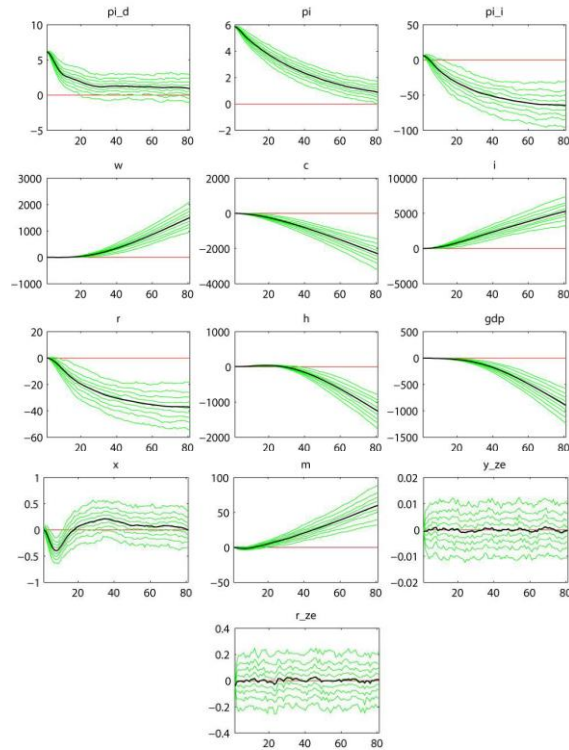 pi_d pi pi_i
10 6 50
5 4 0
0 2 −50
−5 0 −100
−2
20 40 60 80 20 40 60 80 20 40 60 80
w c i
3000 2000 10000
2000 0 5000
1000 −2000 0
0 −4000 −5000
−1000
20 40 60 80 20 40 60 80 20 40 60 80
r h gdp
20 1000 500
0 0 0
−20 −1000 −500
−40 −2000 −1000
−60 1500
20 40 60 80 20 40 60 80 20 40 60 80
x m y_ze
1 100 0.02
0.5 50 0.01
0 0 0
−0.5 −50 −0.01
−1 −0.02
20 40 60 80 20 40 60 80 20 40 60 80
r_ze
0.4
0.2
0
−0.2
−0.4
20 40 60 80